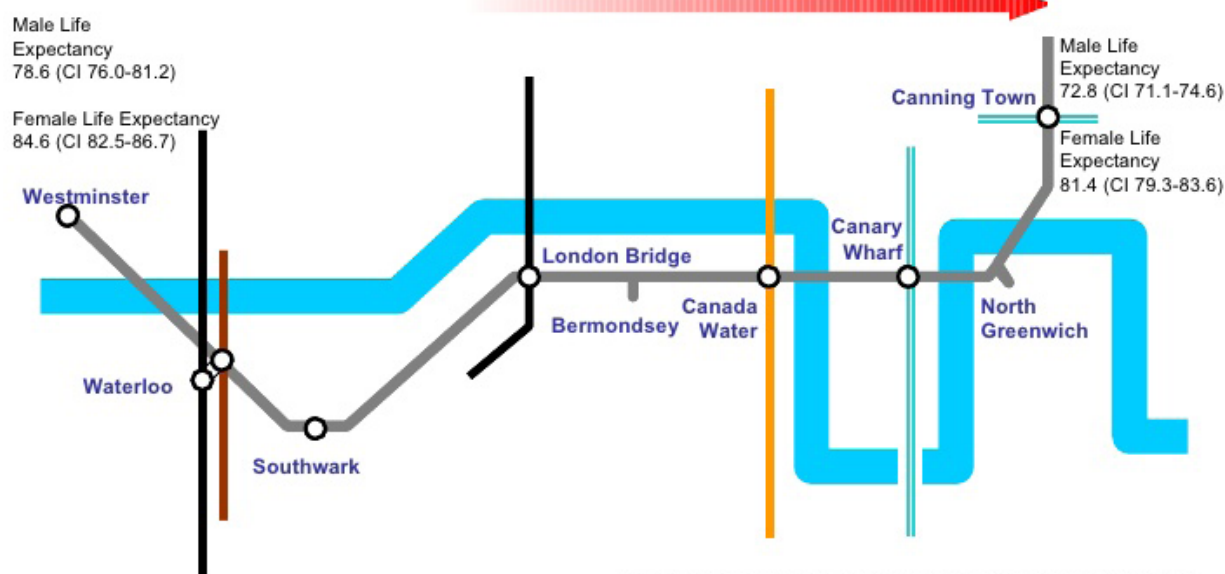 Male Life
Expectancy
78.6 (CI 76.0-81.2)
Female Life Expectancy
84.6 (CI 82.5-86.7)
Westminster
Waterloo
Southwark
London Bridge
Bermondsey
Canada
Water
Canary
Wharf
North
Greenwich
Canning Town
Male Life
Expectancy
72.8 (CI 71.1-74.6)
Female Life
Expectancy
81.4 (CI 79.3-83.6)